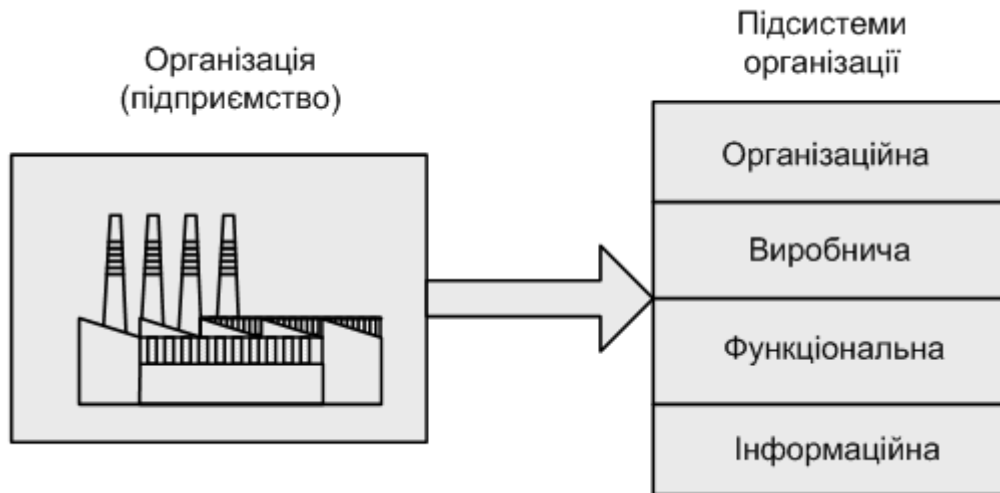 Організація
(підприємство)
Підсистеми
організації
Організаційна
Виробнича
Функціональна
Інформаційна